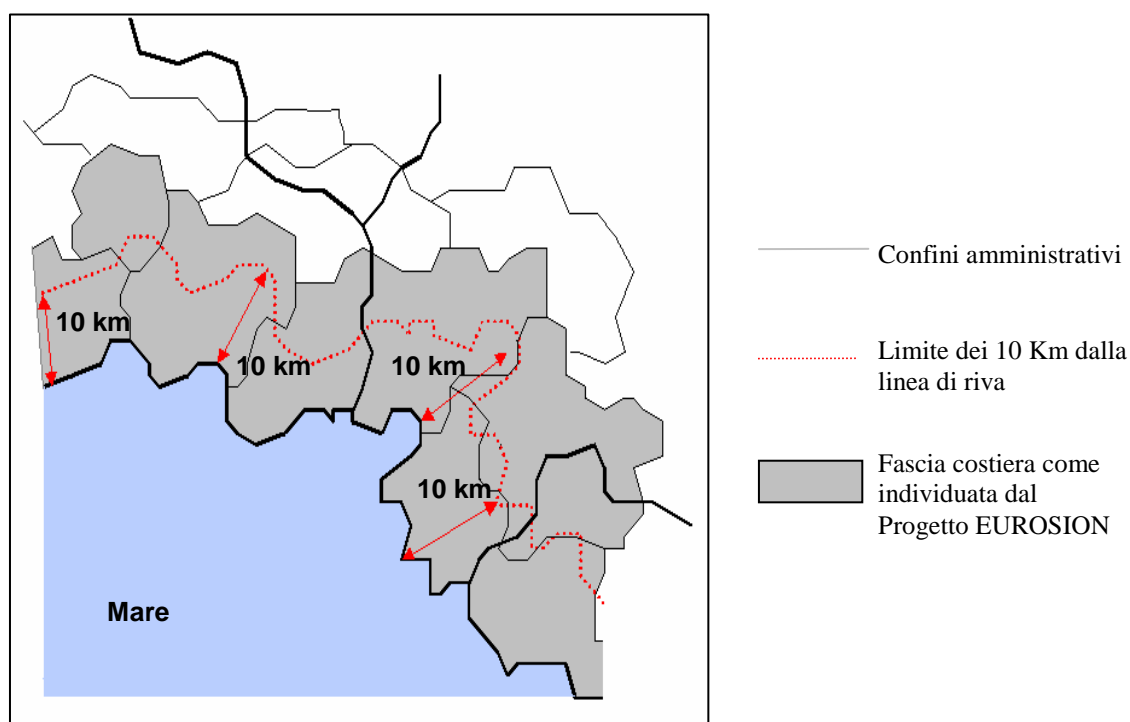 10 km
10 km
10 km
10 km
Mare
Confini amministrativi
Limite dei 10 Km dalla
linea di riva
Fascia costiera come
individuata dal
Progetto EUROSION